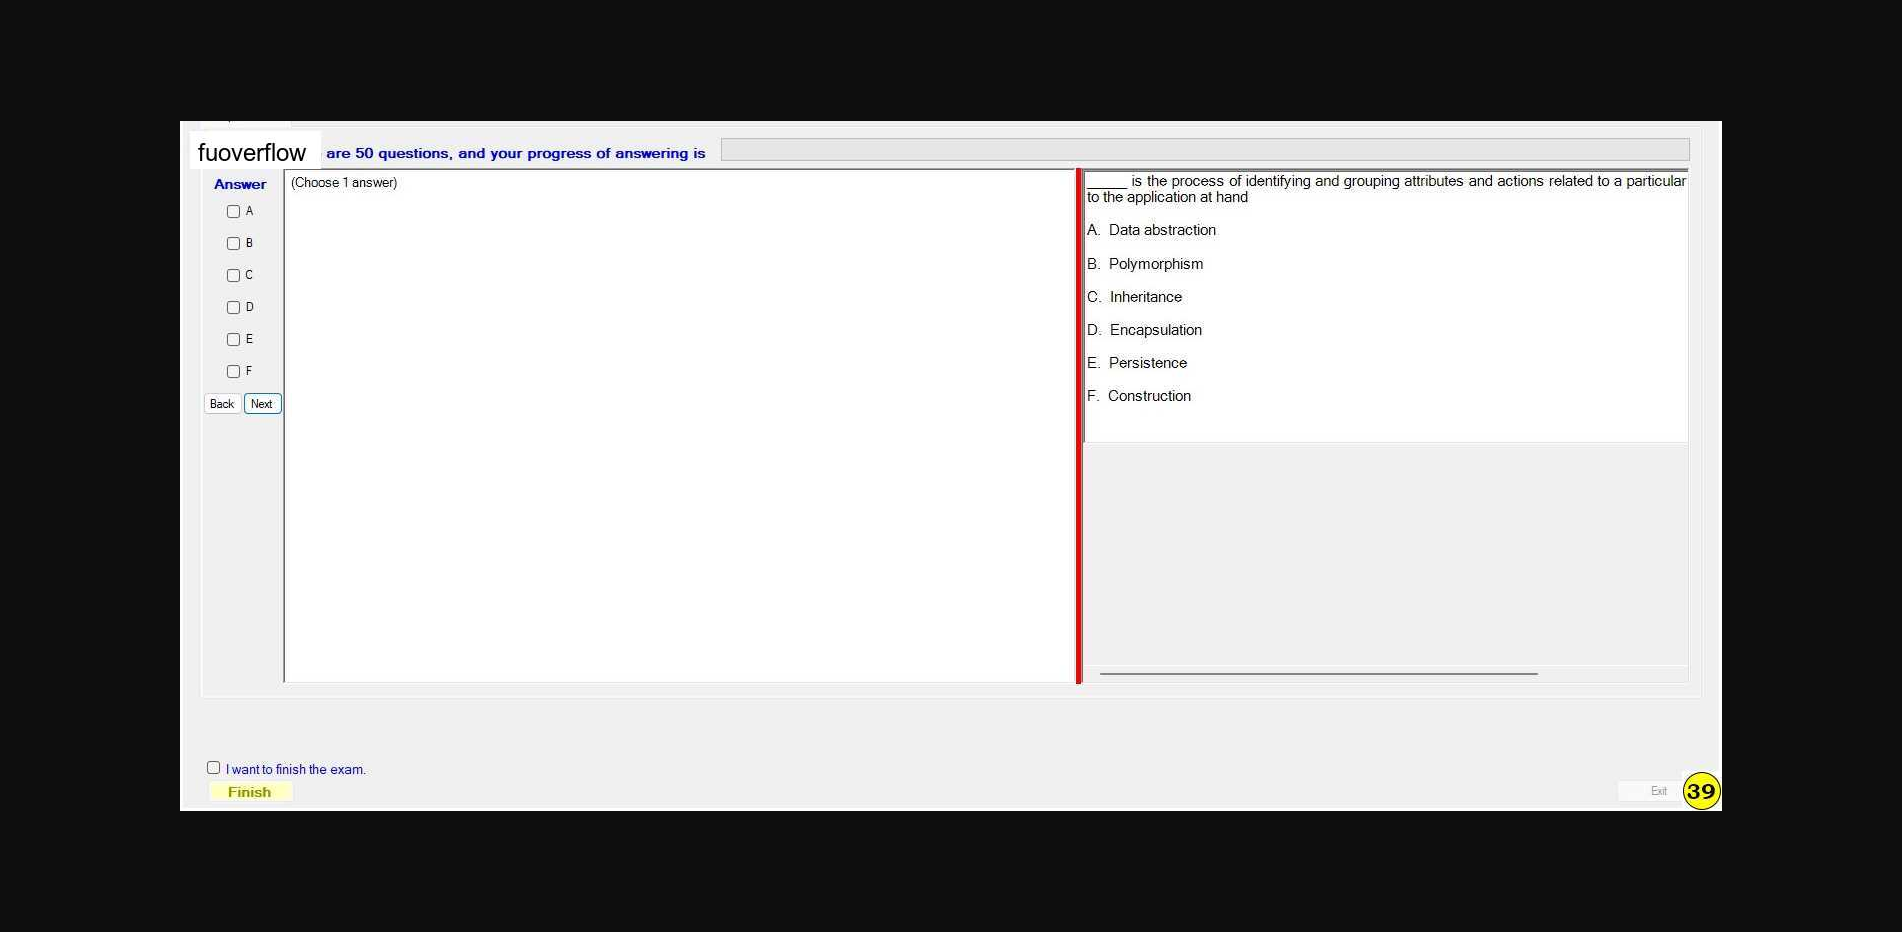 fuoverflow are 50 questions, and your progress of answering is
Answer
(Choose 1 answer)
A
B
C
D
E
F
Back Next
_____ is the process of identifying and grouping attributes and actions related to a particular
to the application at hand
A. Data abstraction
B. Polymorphism
C. Inheritance
D. Encapsulation
E. Persistence
F. Construction
I want to finish the exam.
Finish
Exit
39